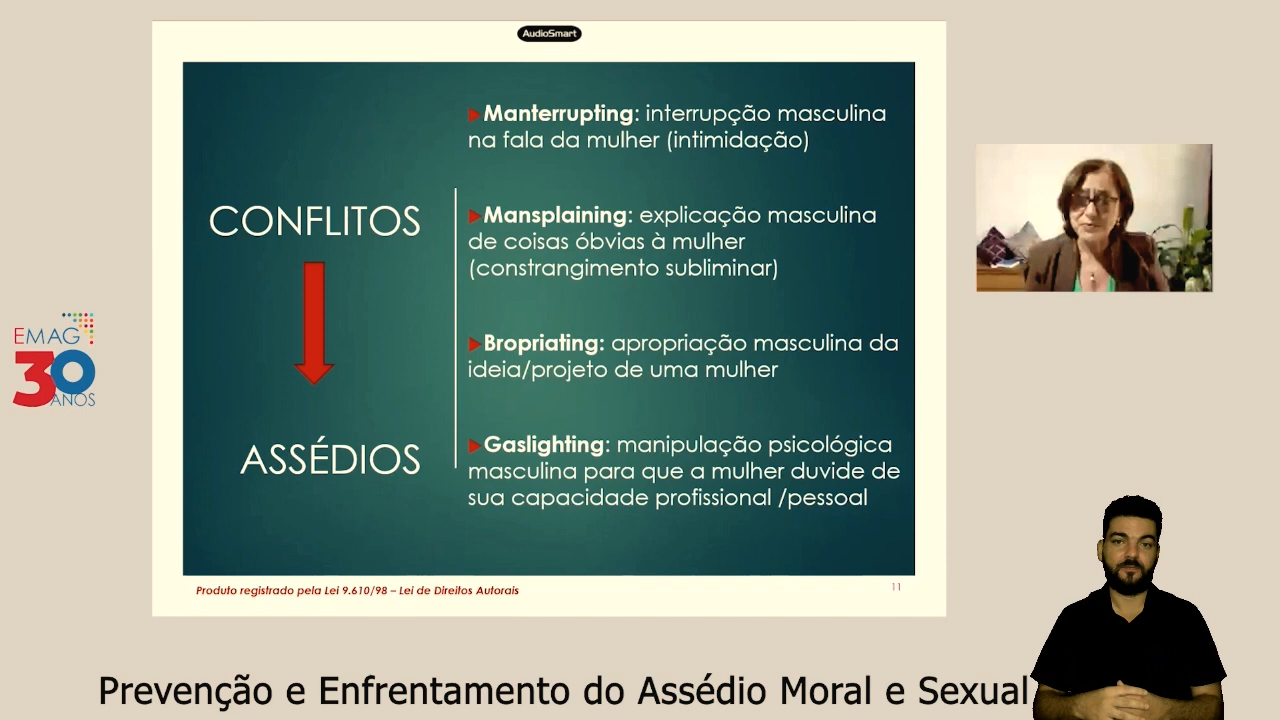 AudioSmart
CONFLITOS
ASSÉDIOS
Manterrupting: interrupção masculina
na fala da mulher (intimidação)
Mansplaining: explicação masculina
de coisas óbvias à mulher
(constrangimento subliminar)
Bropriating: apropriação masculina da
ideia/projeto de uma mulher
Gaslighting: manipulação psicológica
masculina para que a mulher duvide de
sua capacidade profissional /pessoal
Produto registrado pela Lei 9.610/98 – Lei de Direitos Autorais
11
EMAG
30
ANOS
Prevenção e Enfrentamento do Assédio Moral e Sexual